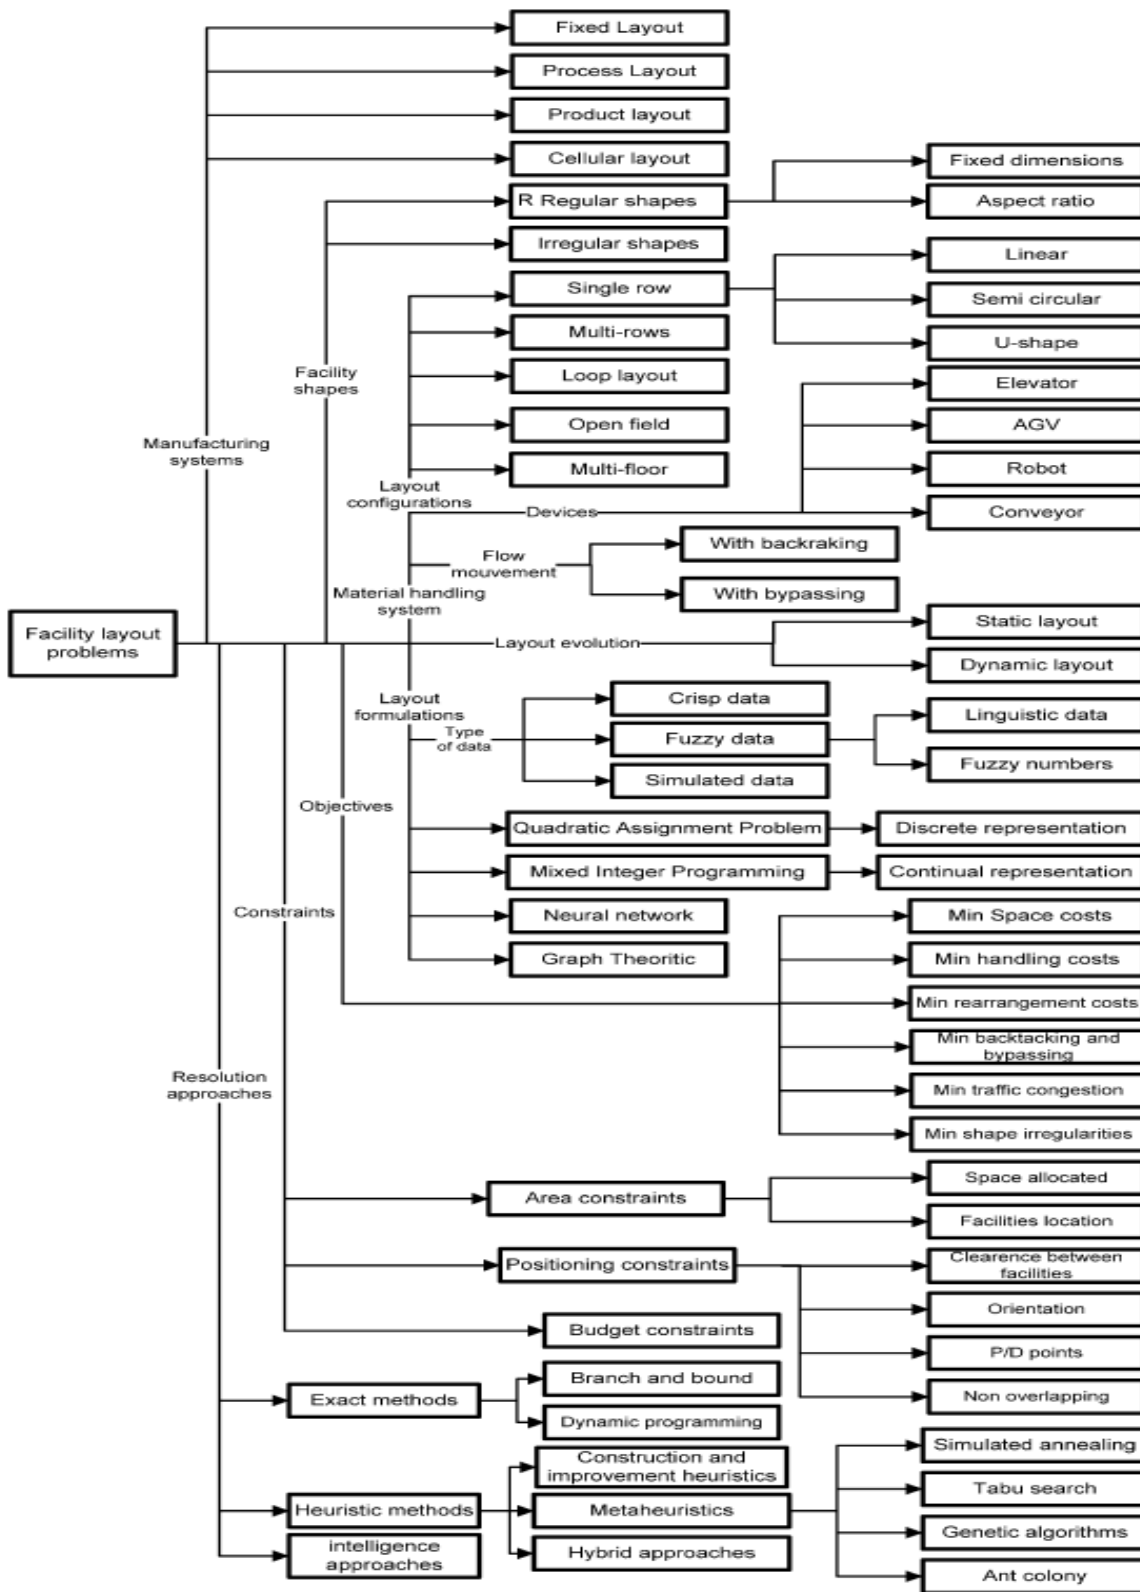 Fixed Layout
Process Layout
Product layout
Cellular layout
Fixed dimensions
R Regular shapes
Aspect ratio
Irregular shapes
Linear
Single row
Semi circular
Multi-rows
U-shape
Facility
shapes
Loop layout
Elevator
Open field
AGV
Manufacturing
systems
Multi-floor
Robot
Layout
configurations
Devices
Conveyor
With backraking
Flow
mouvement
With bypassing
Material handling
system
Facility layout
problems
Static layout
Layout evolution
Dynamic layout
Layout
formulations
Crisp data
Linguistic data
Type
of data
Fuzzy data
Fuzzy numbers
Simulated data
Objectives
Quadratic Assignment Problem
Discrete representation
Mixed Integer Programming
Continual representation
Constraints
Neural network
Min Space costs
Graph Theoritic
Min handling costs
Min rearrangement costs
Min backtacking and
bypassing
Resolution
approaches
Min traffic congestion
Min shape irregularities
Area constraints
Space allocated
Facilities location
Positioning constraints
Clearence between
facilities
Orientation
Budget constraints
P/D points
Exact methods
Branch and bound
Non overlapping
Dynamic programming
Simulated annealing
Construction and
improvement heuristics
Tabu search
Heuristic methods
Metaheuristics
Genetic algorithms
intelligence
approaches
Hybrid approaches
Ant colony